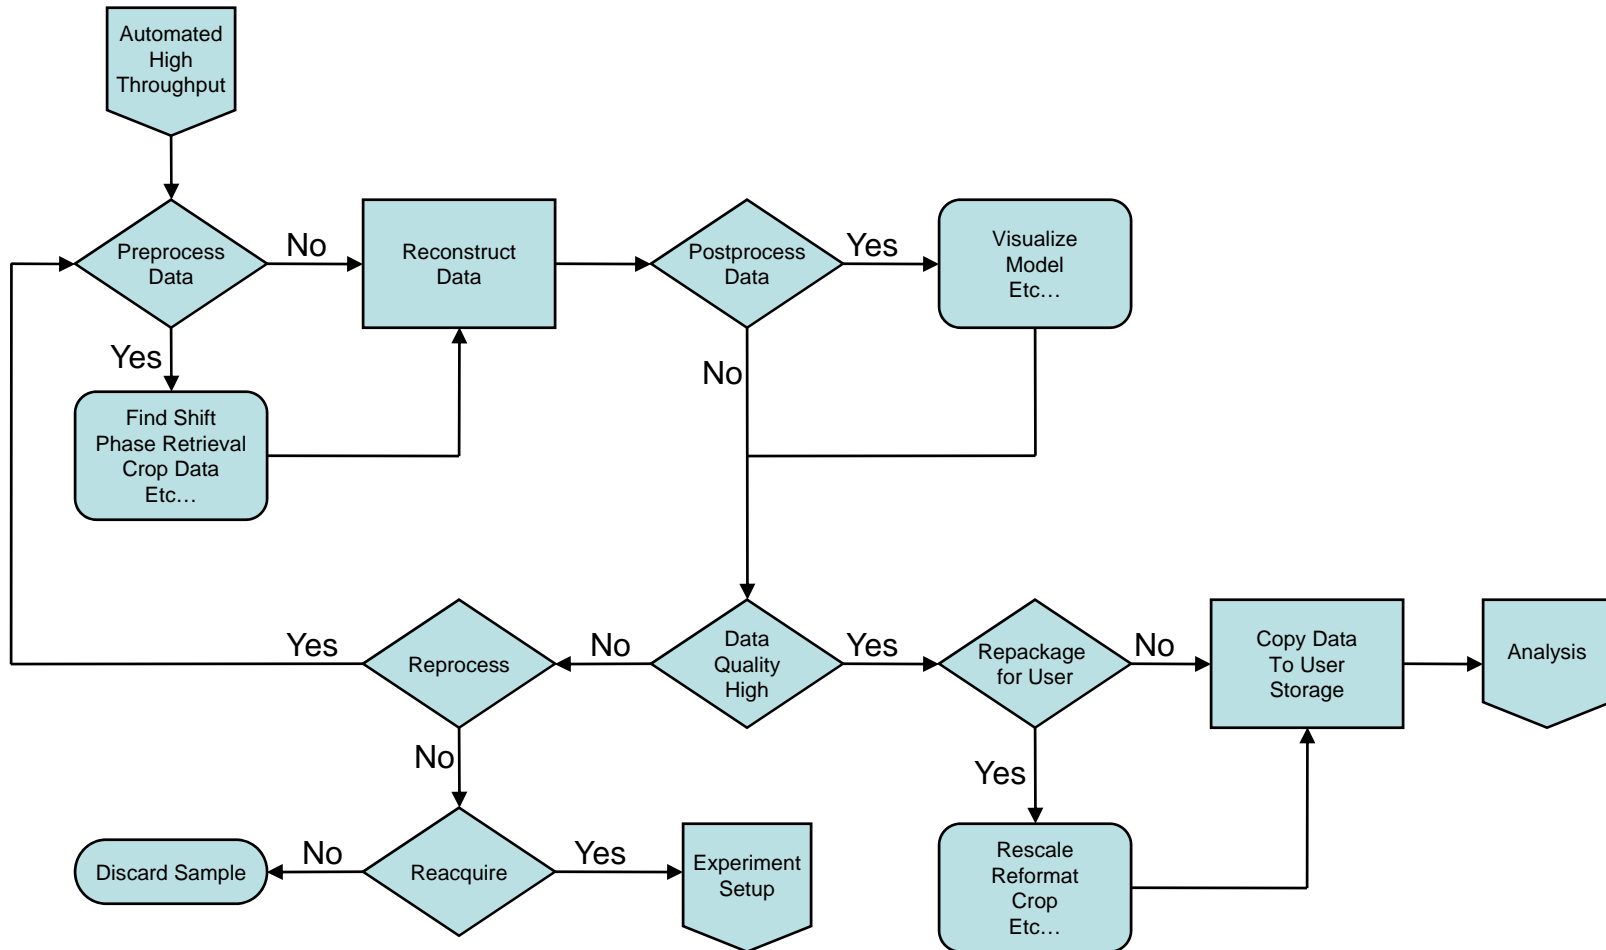 Automated
High
Throughput
Preprocess
Data
No
Reconstruct
Data
Postprocess
Data
Yes
Visualize
Model
Etc…
Yes
No
Find Shift
Phase Retrieval
Crop Data
Etc…
Yes
Reprocess
No
Data
Quality
High
Yes
Repackage
for User
No
Copy Data
To User
Storage
Analysis
No
Yes
Discard Sample
No
Reacquire
Yes
Experiment
Setup
Rescale
Reformat
Crop
Etc…